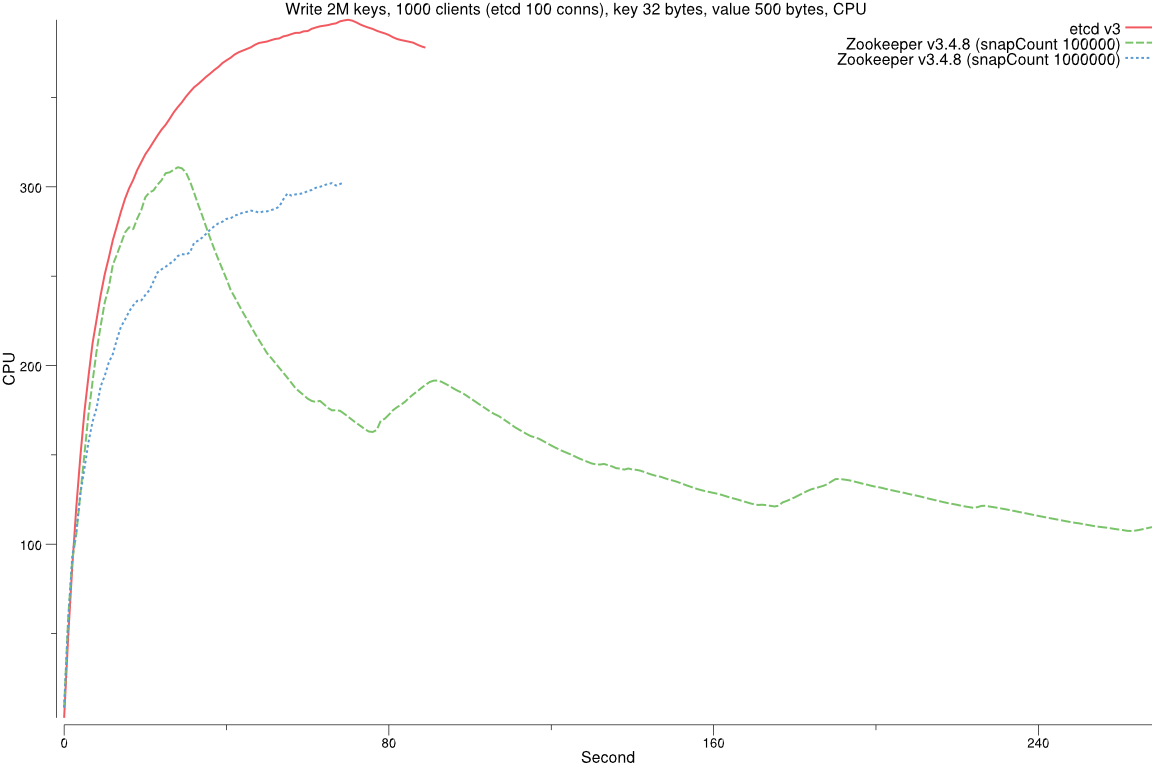 Write 2M keys, 1000 clients (etcd 100 conns), key 32 bytes, value 500 bytes, CPU
etcd v3
Zookeeper v3.4.8 (snapCount 100000)
Zookeeper v3.4.8 (snapCount 1000000)
300
200
100
50
CPU
0
80
160
240
Second